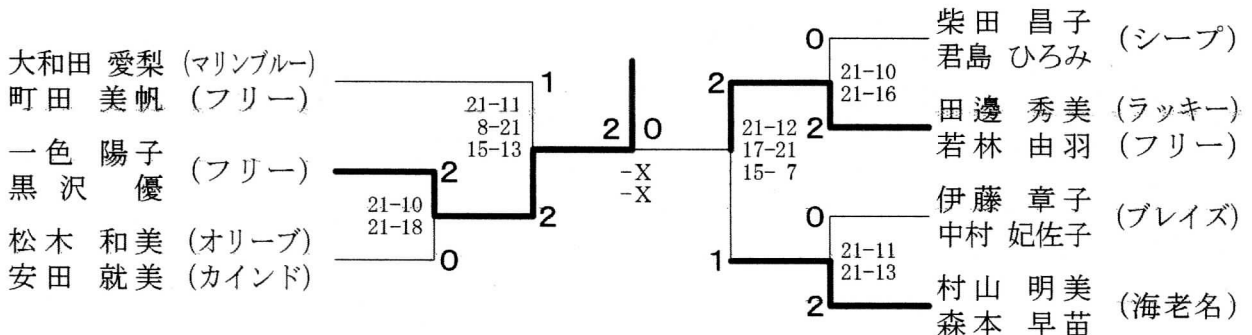 大和田 愛梨 (マリンブルー)
町田 美帆 (フリー)
一色 陽子
黒沢 優
(フリー)
松木 和美 (オリーブ)
安田 就美 (カインド)
2
21-10
21-18
0
1
21-11
8-21
15-13
2
2 0
-X
-X
2
21-12
17-21
15- 7
1
0
21-10
21-16
2
0
21-11
21-13
2
柴田 昌子
君島 ひろみ
(シープ)
田邊 秀美 (ラッキー)
若林 由羽 (フリー)
伊藤 章子
中村 妃佐子
(ブレイズ)
村山 明美
森本 早苗
(海老名)